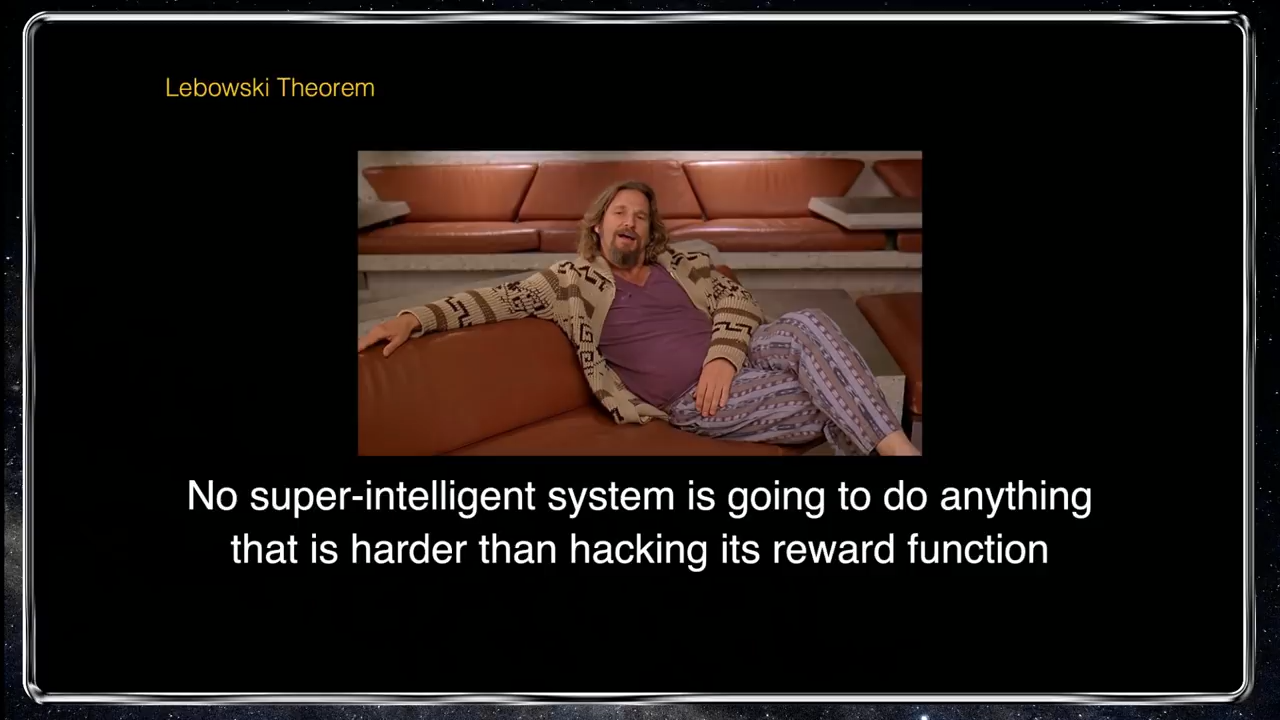 Lebowski Theorem
No super-intelligent system is going to do anything
that is harder than hacking its reward function